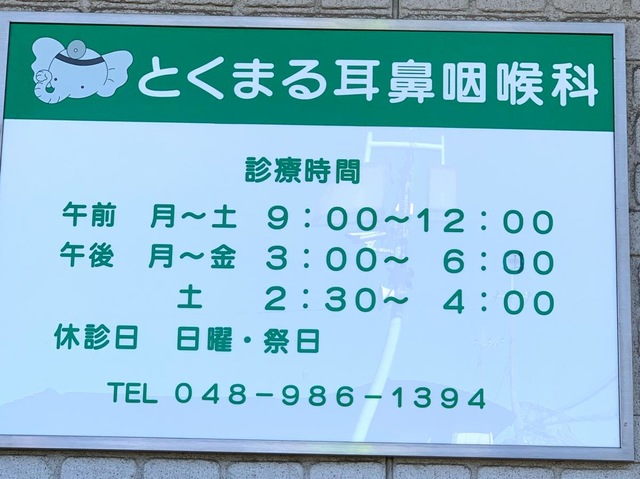 とくまる耳鼻咽喉科
診療時間
午前 月～土 9：00～12：00
午後 月～金 3：00～ 6：00
土 2：30～ 4：00
休診日 日曜・祭日
TEL 048－986－1394